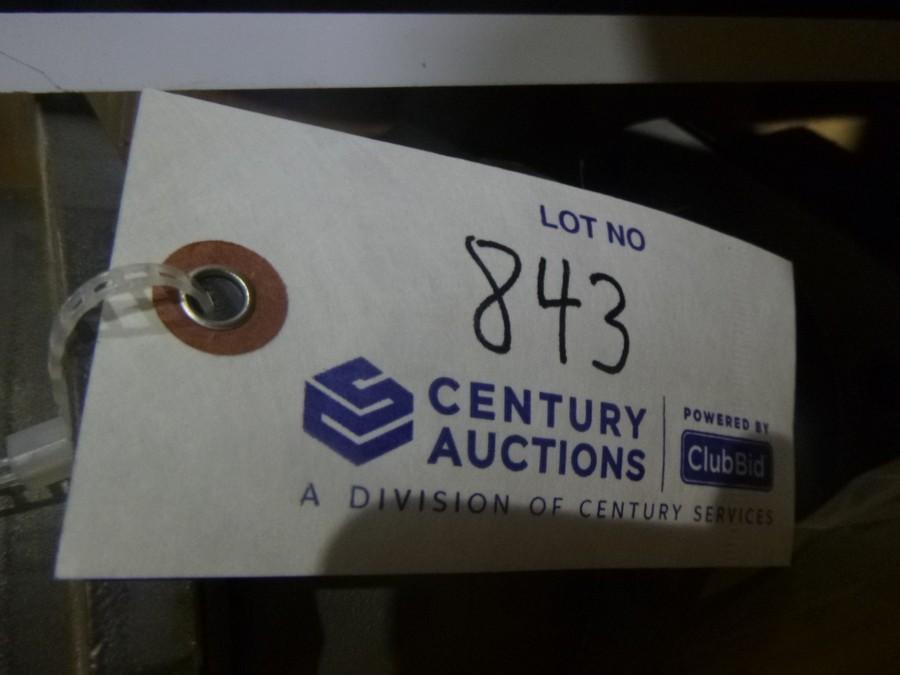 LOT NO
843
CENTURY
AUCTIONS
POWERED BY
ClubBid
A DIVISION OF CENTURY SERVICES